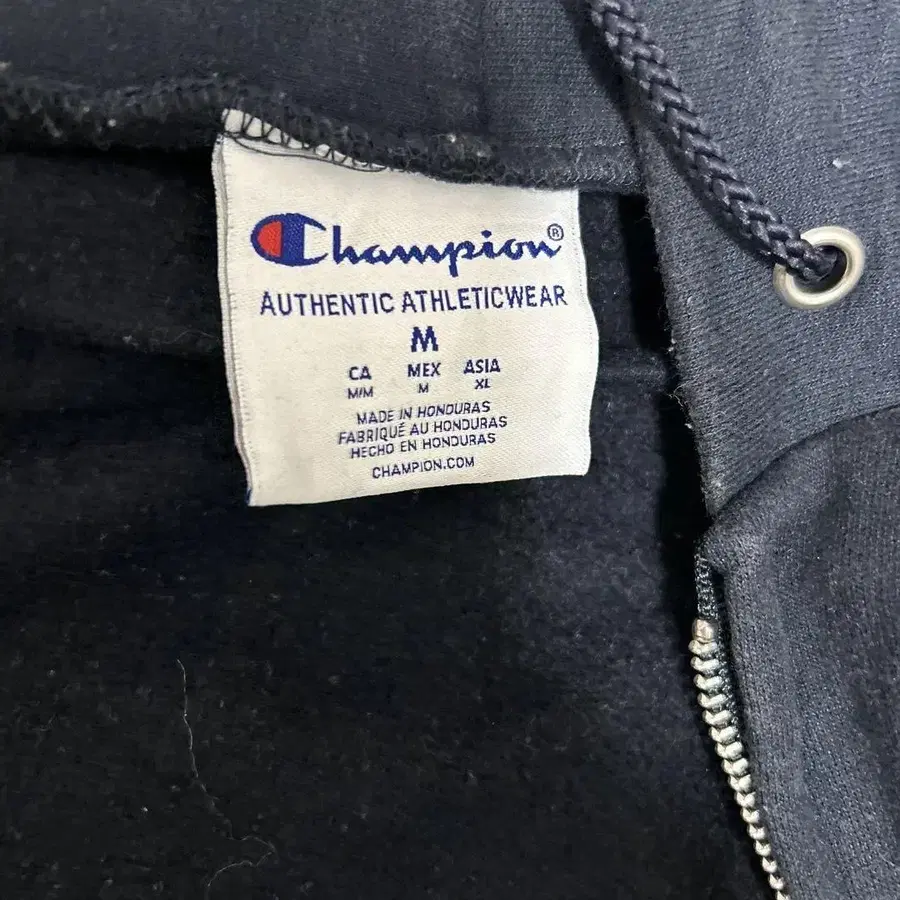 Champion®
AUTHENTIC ATHLETICWEAR
M
CA MEX ASIA
M/M M XL
MADE IN HONDURAS
FABRIQUÉ AU HONDURAS
HECHO EN HONDURAS
CHAMPION.COM